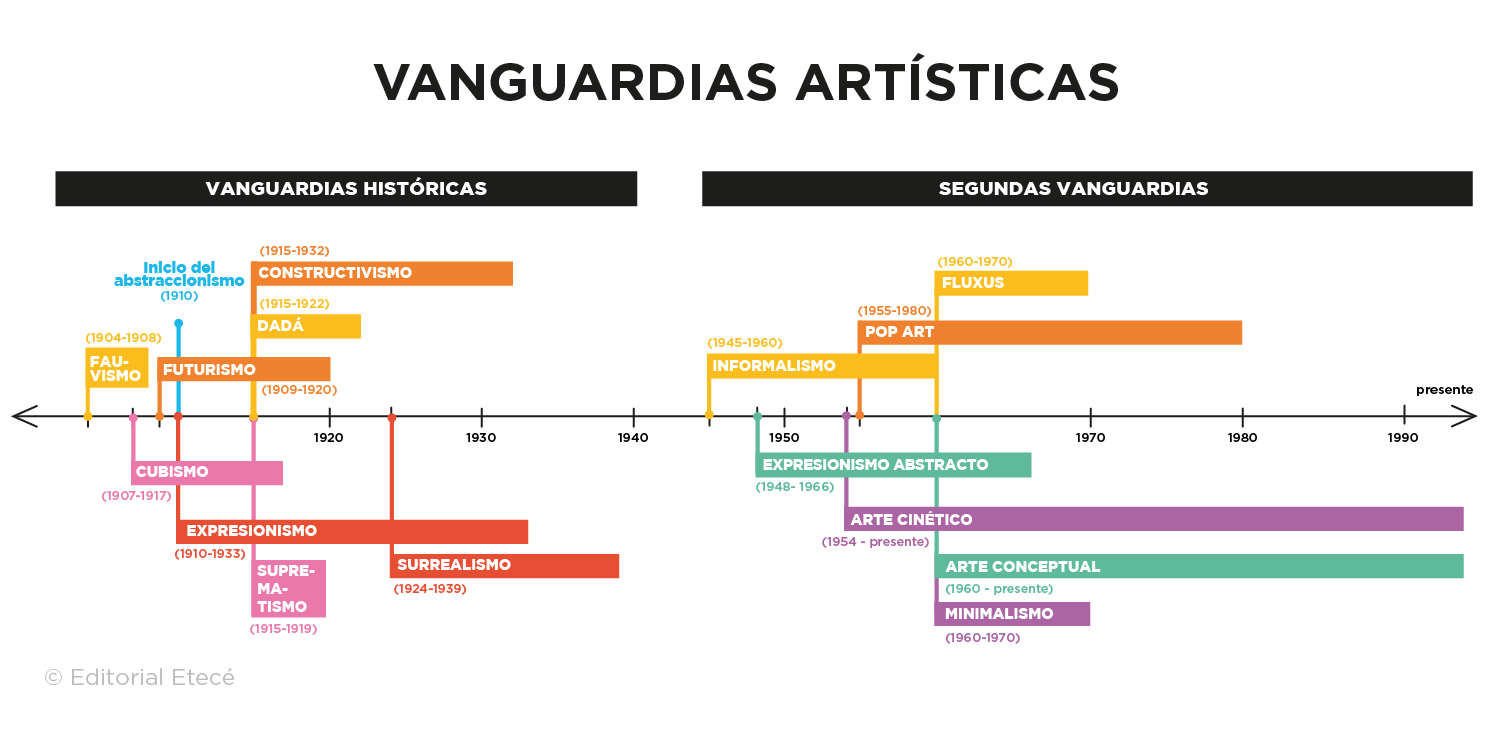 VANGUARDIAS ARTÍSTICAS
VANGUARDIAS HISTÓRICAS
SEGUNDAS VANGUARDIAS
(1915-1932)
CONSTRUCTIVISMO
Inicio del
abstraccionismo
(1910)
(1915-1922)
DADÁ
(1904-1908)
FAU-
VISMO
FUTURISMO
(1909-1920)
(1960-1970)
FLUXUS
(1955-1980)
POP ART
(1945-1960)
INFORMALISMO
presente
1920
1930
1940
1950
1970
1980
1990
CUBISMO
(1907-1917)
EXPRESIONISMO
(1910-1933)
SUPRE-
MA-
TISMO
(1915-1919)
SURREALISMO
(1924-1939)
EXPRESIONISMO ABSTRACTO
(1948- 1966)
ARTE CINÉTICO
(1954 - presente)
ARTE CONCEPTUAL
(1960 - presente)
MINIMALISMO
(1960-1970)
© Editorial Etecé